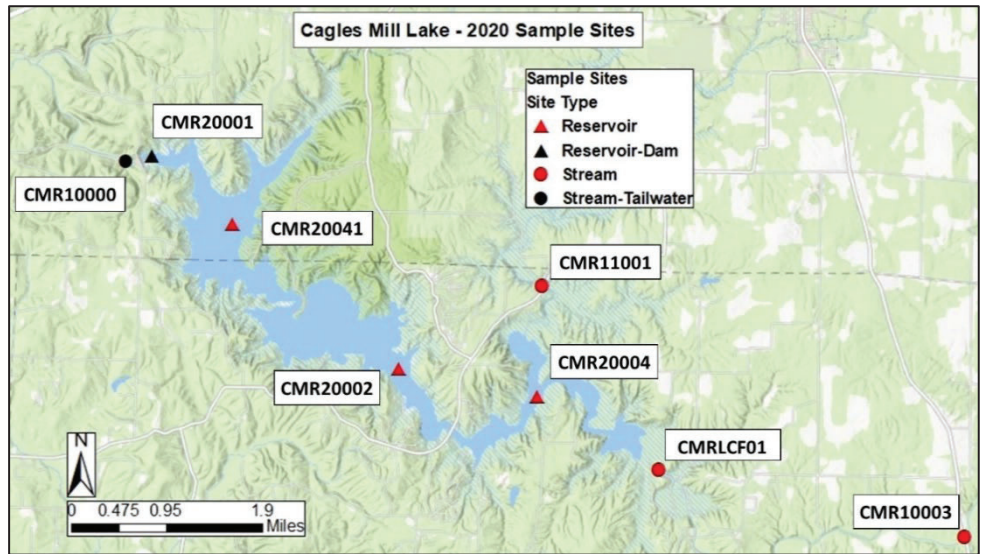 Cagles Mill Lake - 2020 Sample Sites
Sample Sites
Site Type
Reservoir
Reservoir-Dam
Stream
Stream-Tailwater
CMR20001
CMR10000
CMR20041
CMR11001
CMR20002
CMR20004
CMRLCF01
CMR10003
N
0 0.475 0.95 1.9
Miles